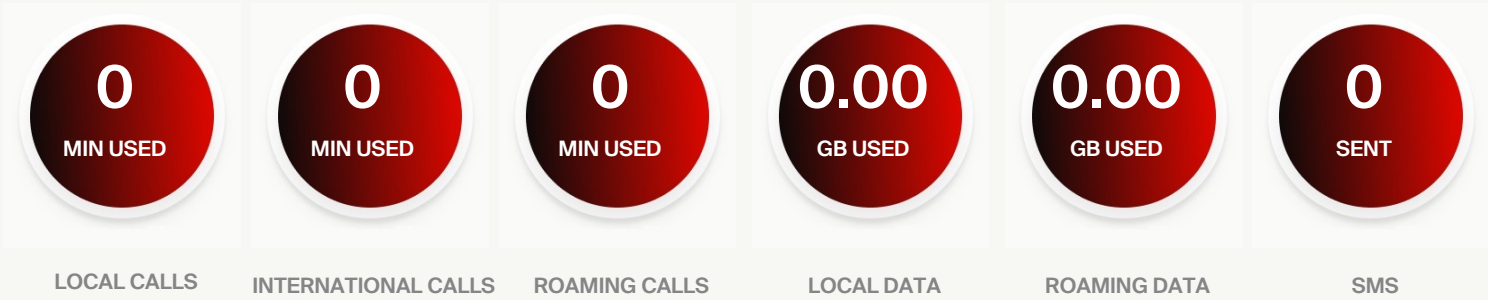 0
MIN USED
LOCAL CALLS
0
MIN USED
INTERNATIONAL CALLS
0
MIN USED
ROAMING CALLS
0.00
GB USED
LOCAL DATA
0.00
GB USED
ROAMING DATA
0
SENT
SMS